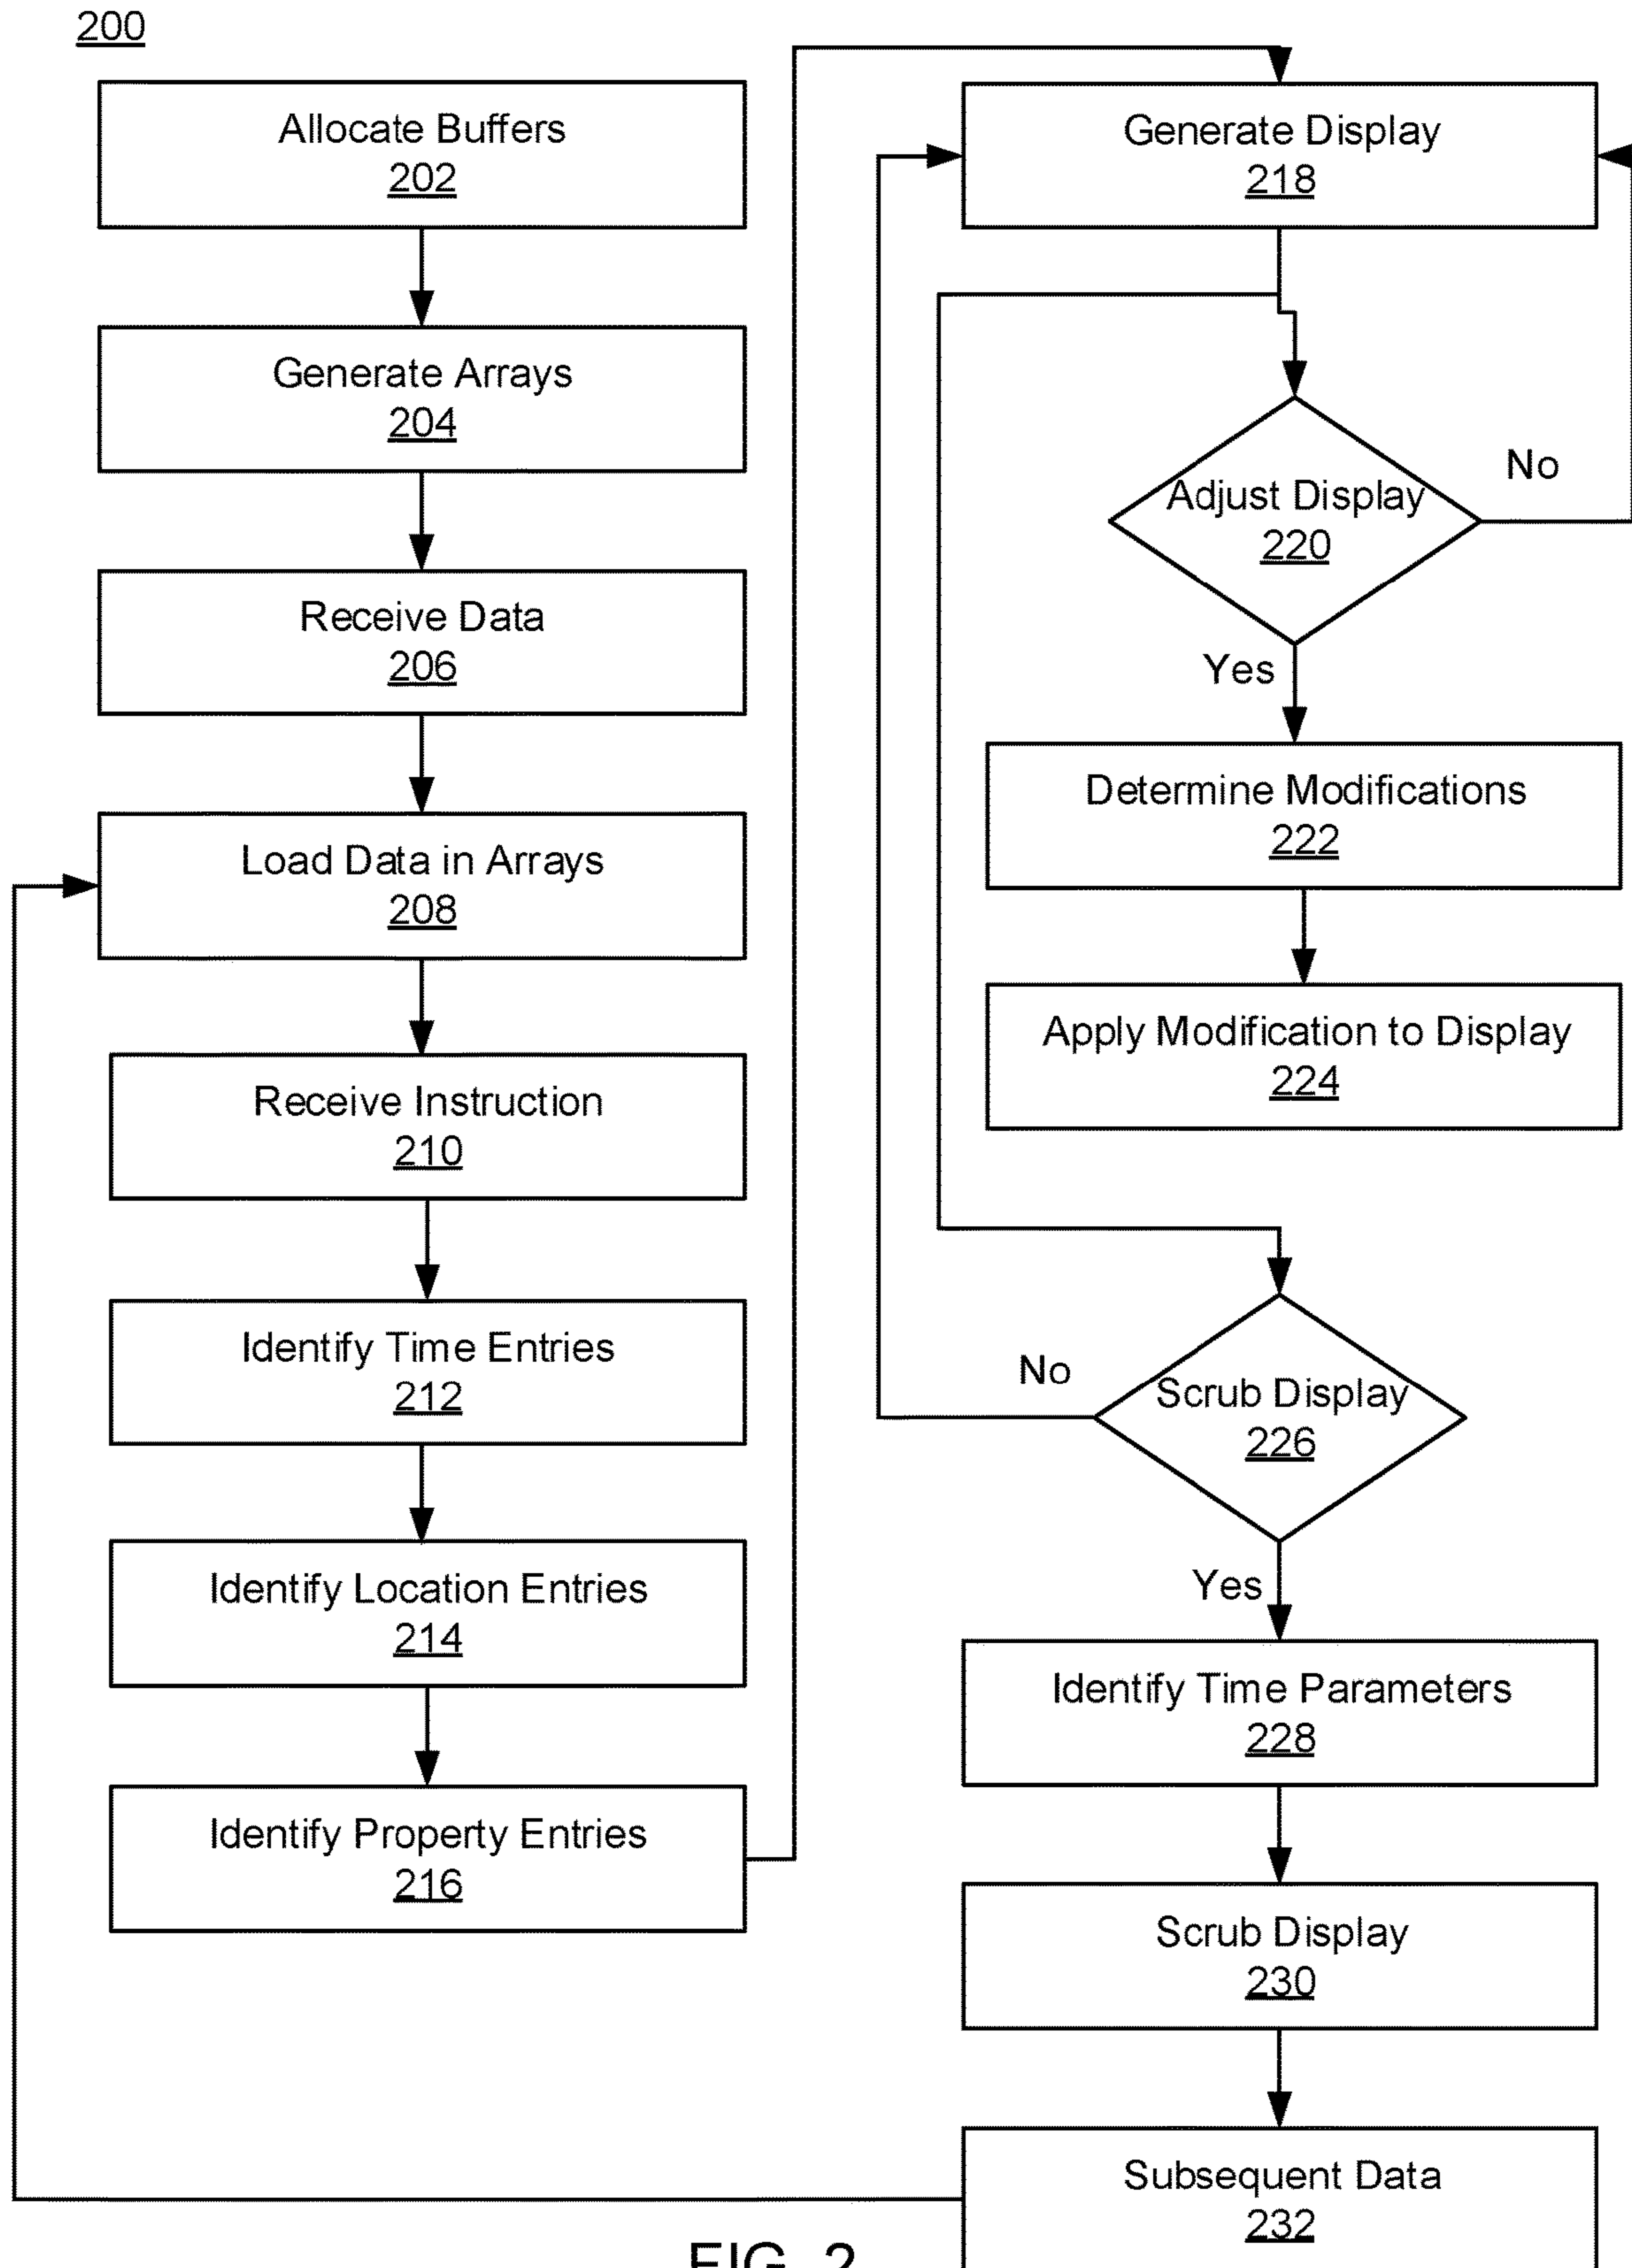 200
Allocate Buffers
202
Generate Arrays
204
Receive Data
206
Load Data in Arrays
208
Receive Instruction
210
Identify Time Entries
212
Identify Location Entries
214
Identify Property Entries
216
Generate Display
218
Adjust Display
220
No
Yes
Determine Modifications
222
Apply Modification to Display
224
Scrub Display
226
No
Yes
Identify Time Parameters
228
Scrub Display
230
Subsequent Data
232
FIG. 2